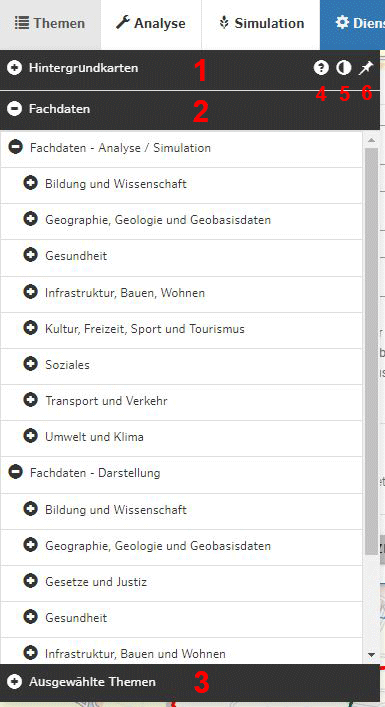 Themen Analyse Simulation Diens
Hintergrundkarten 1
4 5 6
Fachdaten 2
Fachdaten - Analyse / Simulation
Bildung und Wissenschaft
Geographie, Geologie und Geobasisdaten
Gesundheit
Infrastruktur, Bauen, Wohnen
Kultur, Freizeit, Sport und Tourismus
Soziales
Transport und Verkehr
Umwelt und Klima
Fachdaten - Darstellung
Bildung und Wissenschaft
Geographie, Geologie und Geobasisdaten
Gesetze und Justiz
Gesundheit
Infrastruktur, Bauen und Wohnen
Ausgewählte Themen 3